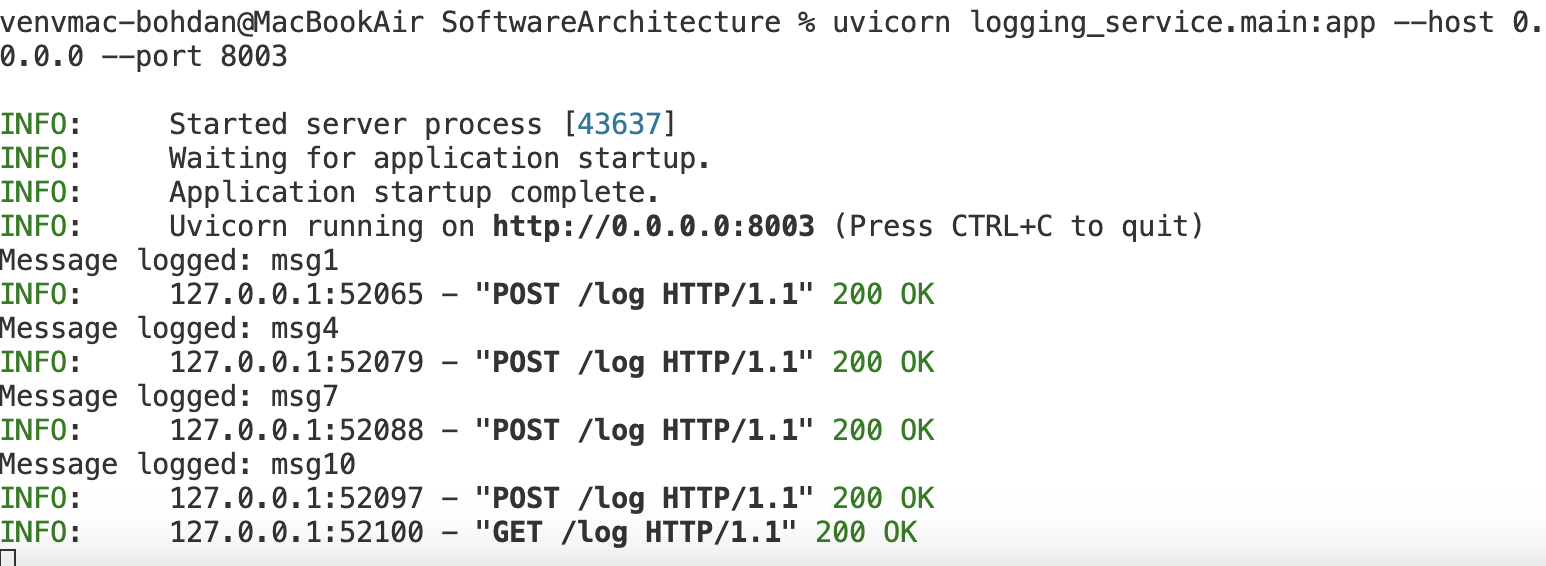 venvmac-bohdan@MacBookAir SoftwareArchitecture % uvicorn logging_service.main:app --host 0.
0.0.0 --port 8003
INFO:     Started server process [43637]
INFO:     Waiting for application startup.
INFO:     Application startup complete.
INFO:     Uvicorn running on http://0.0.0.0:8003 (Press CTRL+C to quit)
Message logged: msg1
INFO:     127.0.0.1:52065 - "POST /log HTTP/1.1" 200 OK
Message logged: msg4
INFO:     127.0.0.1:52079 - "POST /log HTTP/1.1" 200 OK
Message logged: msg7
INFO:     127.0.0.1:52088 - "POST /log HTTP/1.1" 200 OK
Message logged: msg10
INFO:     127.0.0.1:52097 - "POST /log HTTP/1.1" 200 OK
INFO:     127.0.0.1:52100 - "GET /log HTTP/1.1" 200 OK